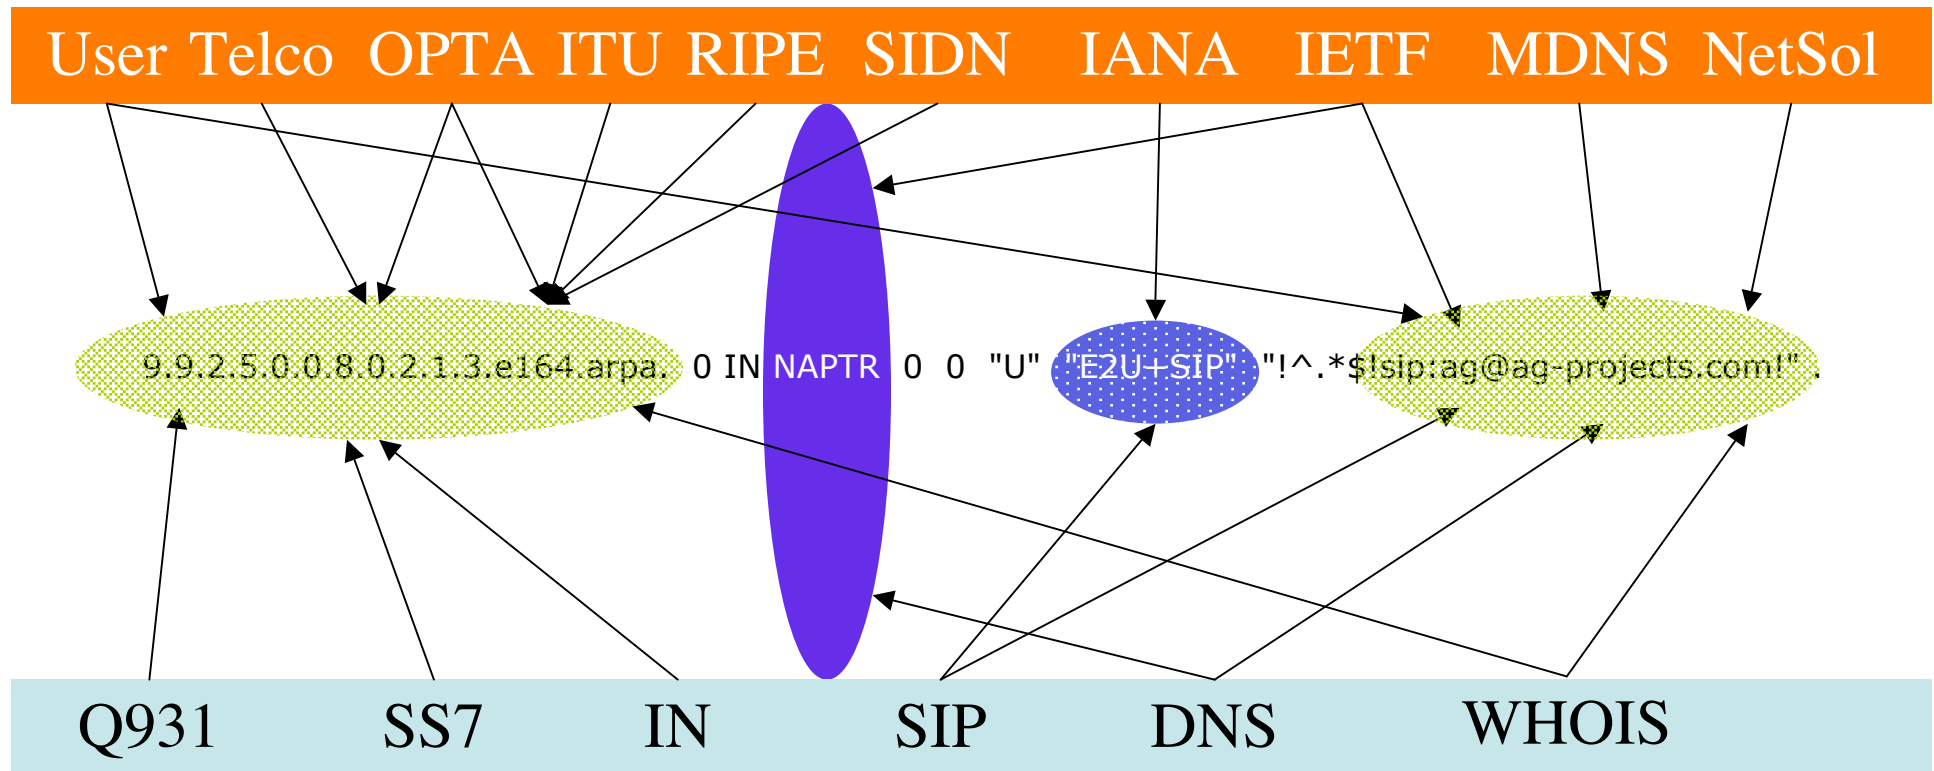 User Telco OPTA ITU RIPE SIDN IANA IETF MDNS NetSol
9.9.2.5.0.0.8.0.2.1.3.e164.arpa. 0 IN NAPTR 0 0 "U" "E2U+SIP" "!^.*$!sip:ag@ag-projects.com!" .
Q931 SS7 IN SIP DNS WHOIS